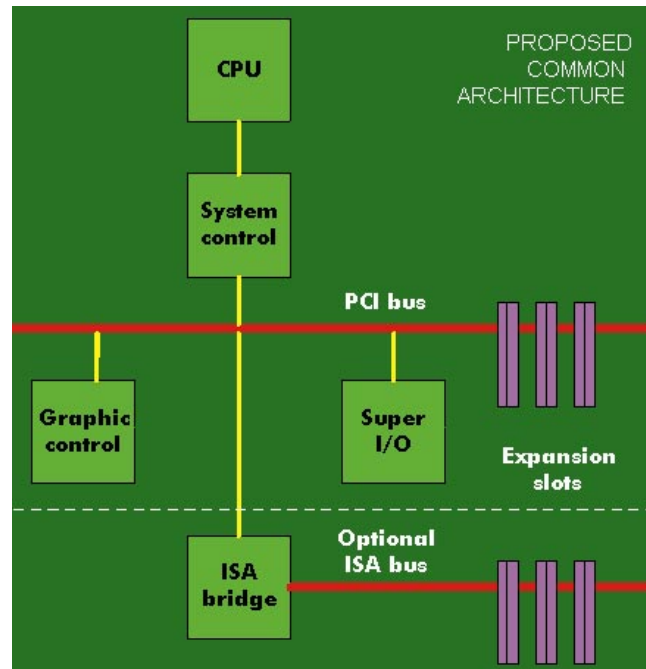 CPU
PROPOSED
COMMON
ARCHITECTURE
System
control
PCI bus
Graphic
control
Super
I/O
Expansion
slots
Optional
ISA bus
ISA
bridge